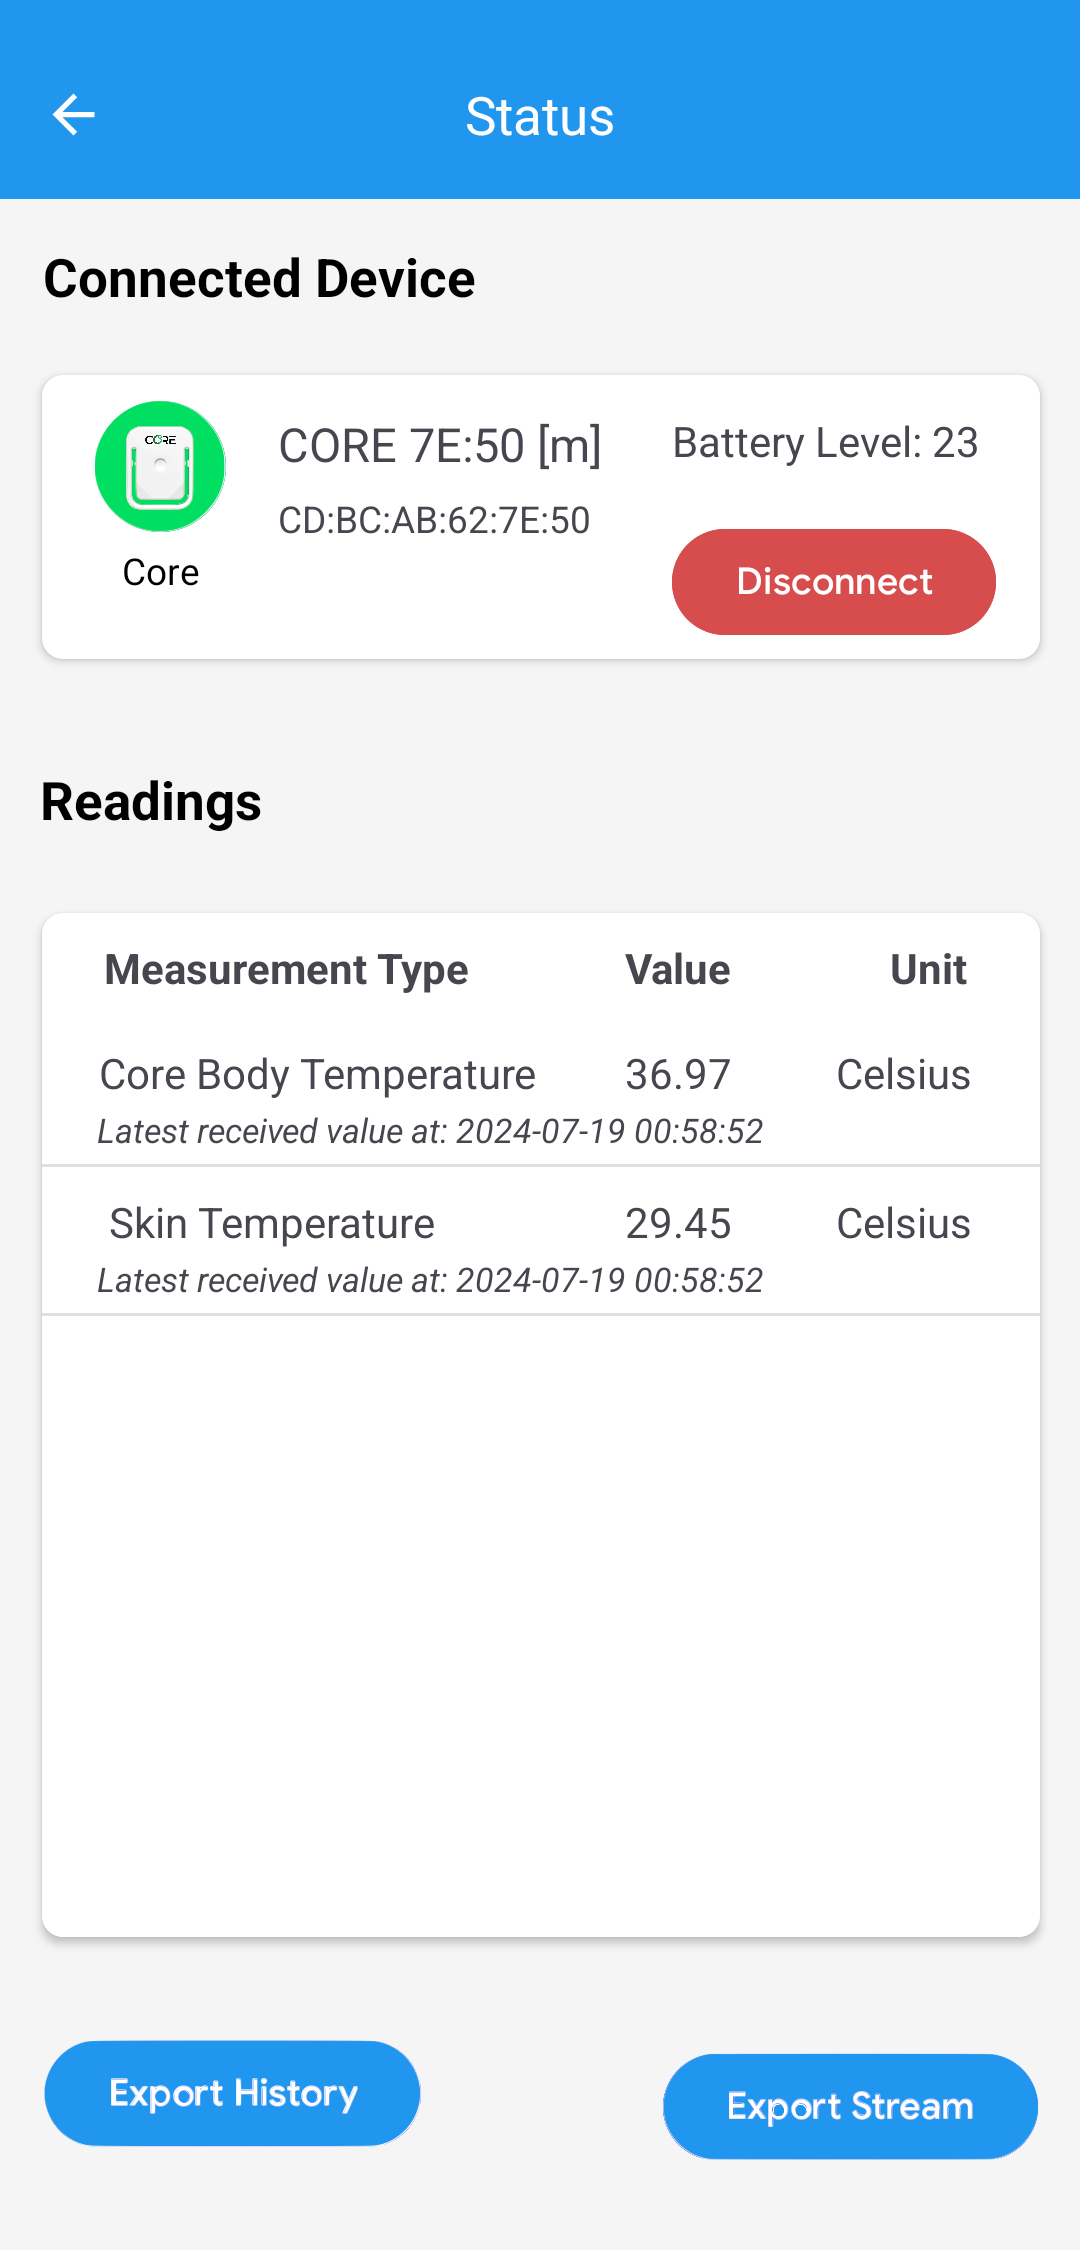 Status
Connected Device
CORE
CORE 7E:50 [m]
Battery Level: 23
CD:BC:AB:62:7E:50
Core
Disconnect
Readings
Measurement Type Value Unit
Core Body Temperature 36.97 Celsius
Latest received value at: 2024-07-19 00:58:52
Skin Temperature 29.45 Celsius
Latest received value at: 2024-07-19 00:58:52
Export History
Export Stream